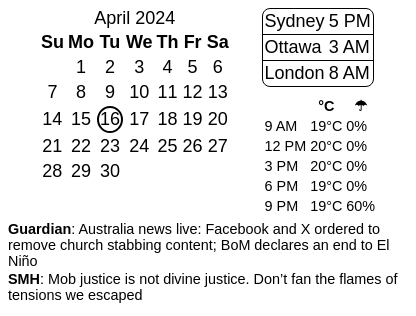 April 2024
Su Mo Tu We Th Fr Sa
1 2 3 4 5 6
7 8 9 10 11 12 13
14 15 16 17 18 19 20
21 22 23 24 25 26 27
28 29 30
Sydney 5 PM
Ottawa 3 AM
London 8 AM
°C ☂
9 AM 19°C 0%
12 PM 20°C 0%
3 PM 20°C 0%
6 PM 19°C 0%
9 PM 19°C 60%
Guardian: Australia news live: Facebook and X ordered to
remove church stabbing content; BoM declares an end to El
Niño
SMH: Mob justice is not divine justice. Don’t fan the flames of
tensions we escaped